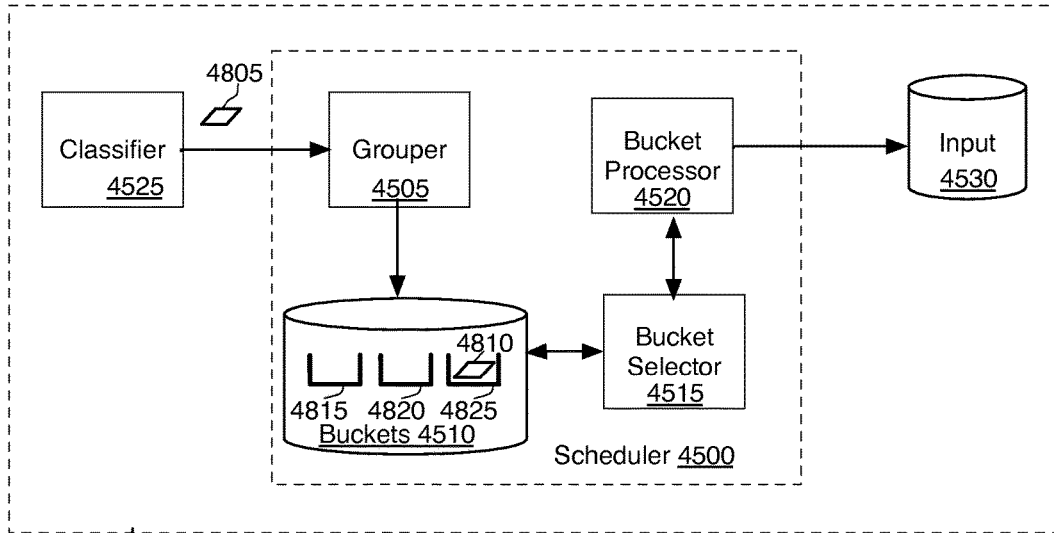 4805
Classifier
4525
Grouper
4505
Bucket
Processor
4520
Input
4530
4810
4815 4820 4825
Buckets 4510
Bucket
Selector
4515
Scheduler 4500